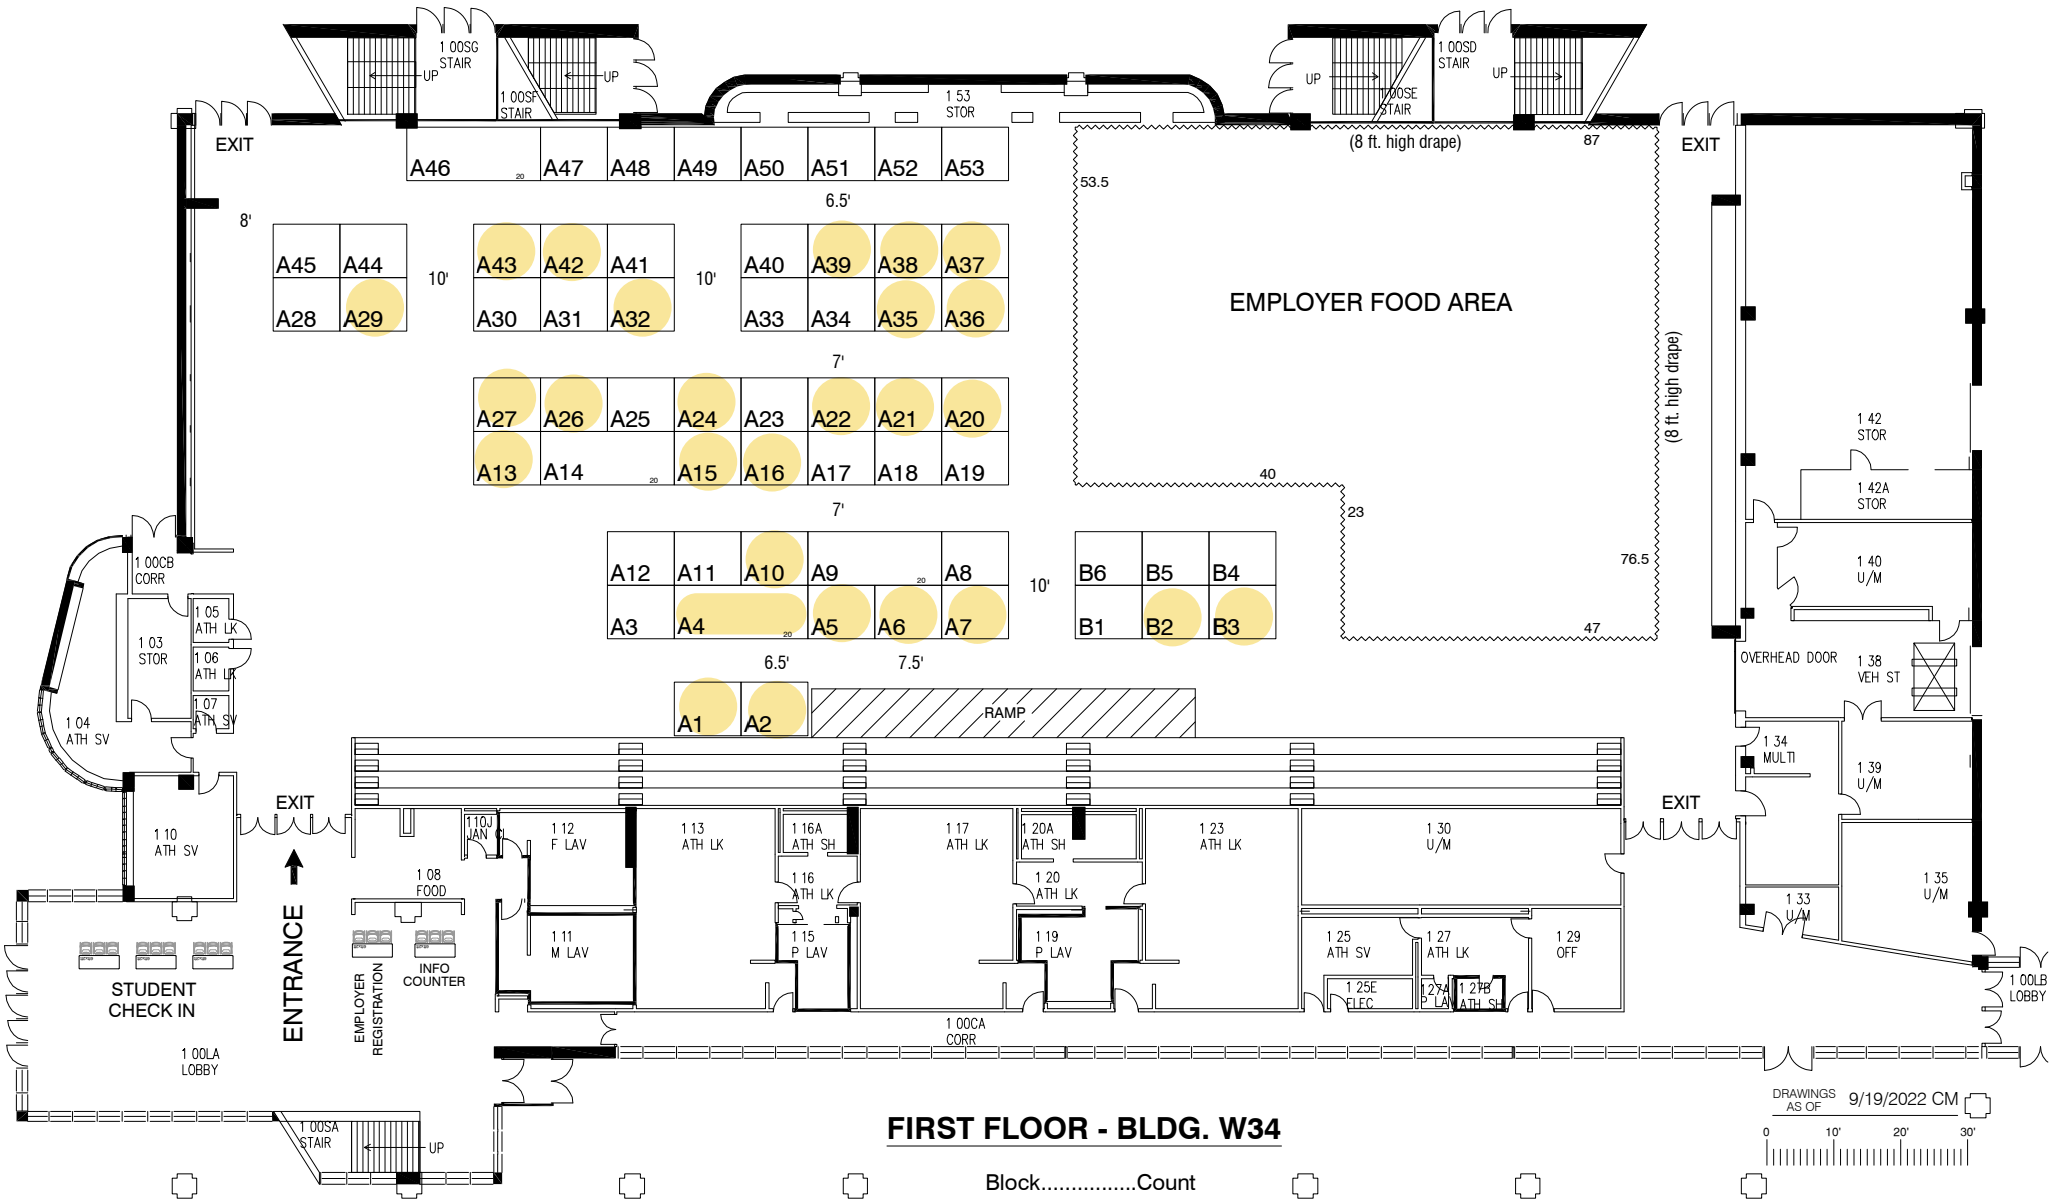 1 00SG
STAIR
UP
UP
1 00SF
STAIR
1 53
STOR
1 00SD
STAIR
UP
UP
1 00SE
STAIR
EXIT
(8 ft. high drape)
87
EXIT
A46 20 A47 A48 A49 A50 A51 A52 A53
53.5
6.5'
8'
A45 A44 A43 A42 A41 A40 A39 A38 A37
10' 10'
A28 A29 A30 A31 A32 A33 A34 A35 A36
EMPLOYER FOOD AREA
(8 ft. high drape)
7'
A27 A26 A25 A24 A23 A22 A21 A20
A13 A14 20 A15 A16 A17 A18 A19
40
23
7'
1 42
STOR
1 42A
STOR
1 00CB
CORR
A12 A11 A10 A9 20 A8
10'
B6 B5 B4
76.5
1 40
U/M
A3 A4 20 A5 A6 A7
B1 B2 B3
47
1 05
ATH LK
1 03
STOR
1 06
ATH LK
1 07
ATH SV
1 04
ATH SV
6.5' 7.5'
OVERHEAD DOOR
1 38
VEH ST
A1 A2
RAMP
1 34
MULTI
1 39
U/M
EXIT
EXIT
1 10
ATH SV
110J
JAN CL
1 12
F LAV
1 13
ATH LK
1 16A
ATH SH
1 17
ATH LK
1 20A
ATH SH
1 23
ATH LK
1 30
U/M
1 08
FOOD
1 16
ATH LK
1 20
ATH LK
1 35
U/M
1 33
U/M
1 11
M LAV
1 15
P LAV
1 19
P LAV
1 25
ATH SV
1 27
ATH LK
1 29
OFF
1 25E
ELEC
127A
P LAV
1 27B
ATH SH
STUDENT
CHECK IN
ENTRANCE
EMPLOYER
REGISTRATION
INFO
COUNTER
1 00LB
LOBBY
1 00CA
CORR
1 00LA
LOBBY
1 00SA
STAIR
UP
FIRST FLOOR - BLDG. W34
Block................Count
DRAWINGS
AS OF
9/19/2022 CM
0 10' 20' 30'